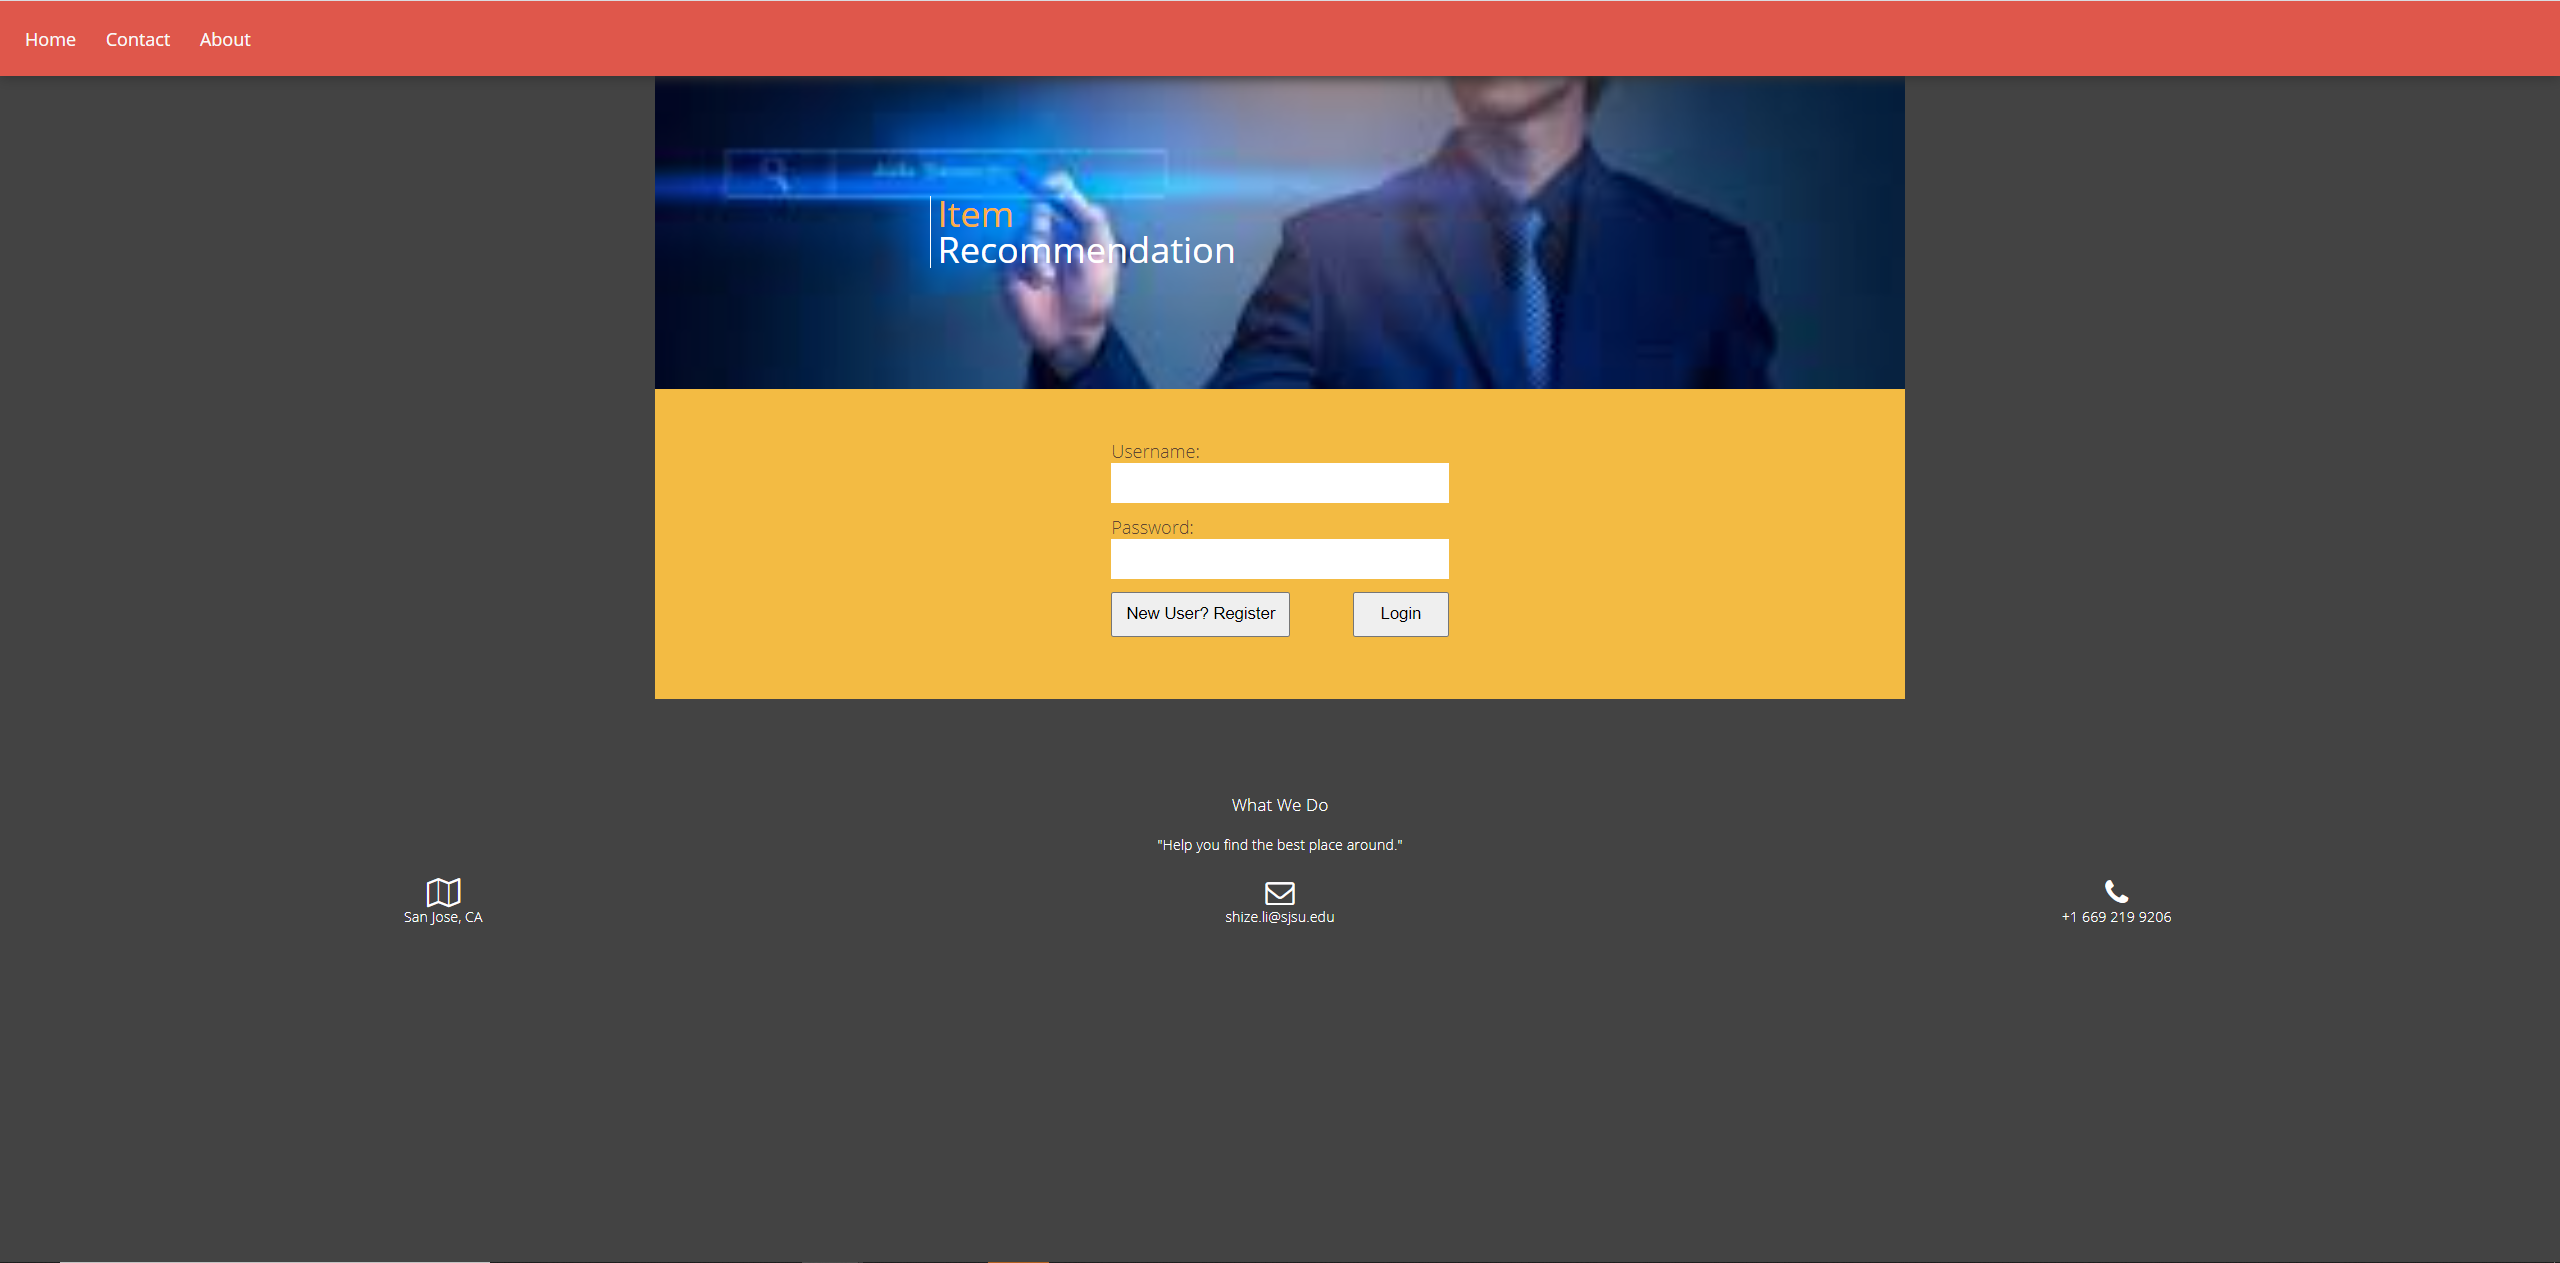 Home Contact About
Item
Recommendation
Username:
Password:
New User? Register Login
What We Do
"Help you find the best place around."
San Jose, CA shize.li@sjsu.edu +1 669 219 9206